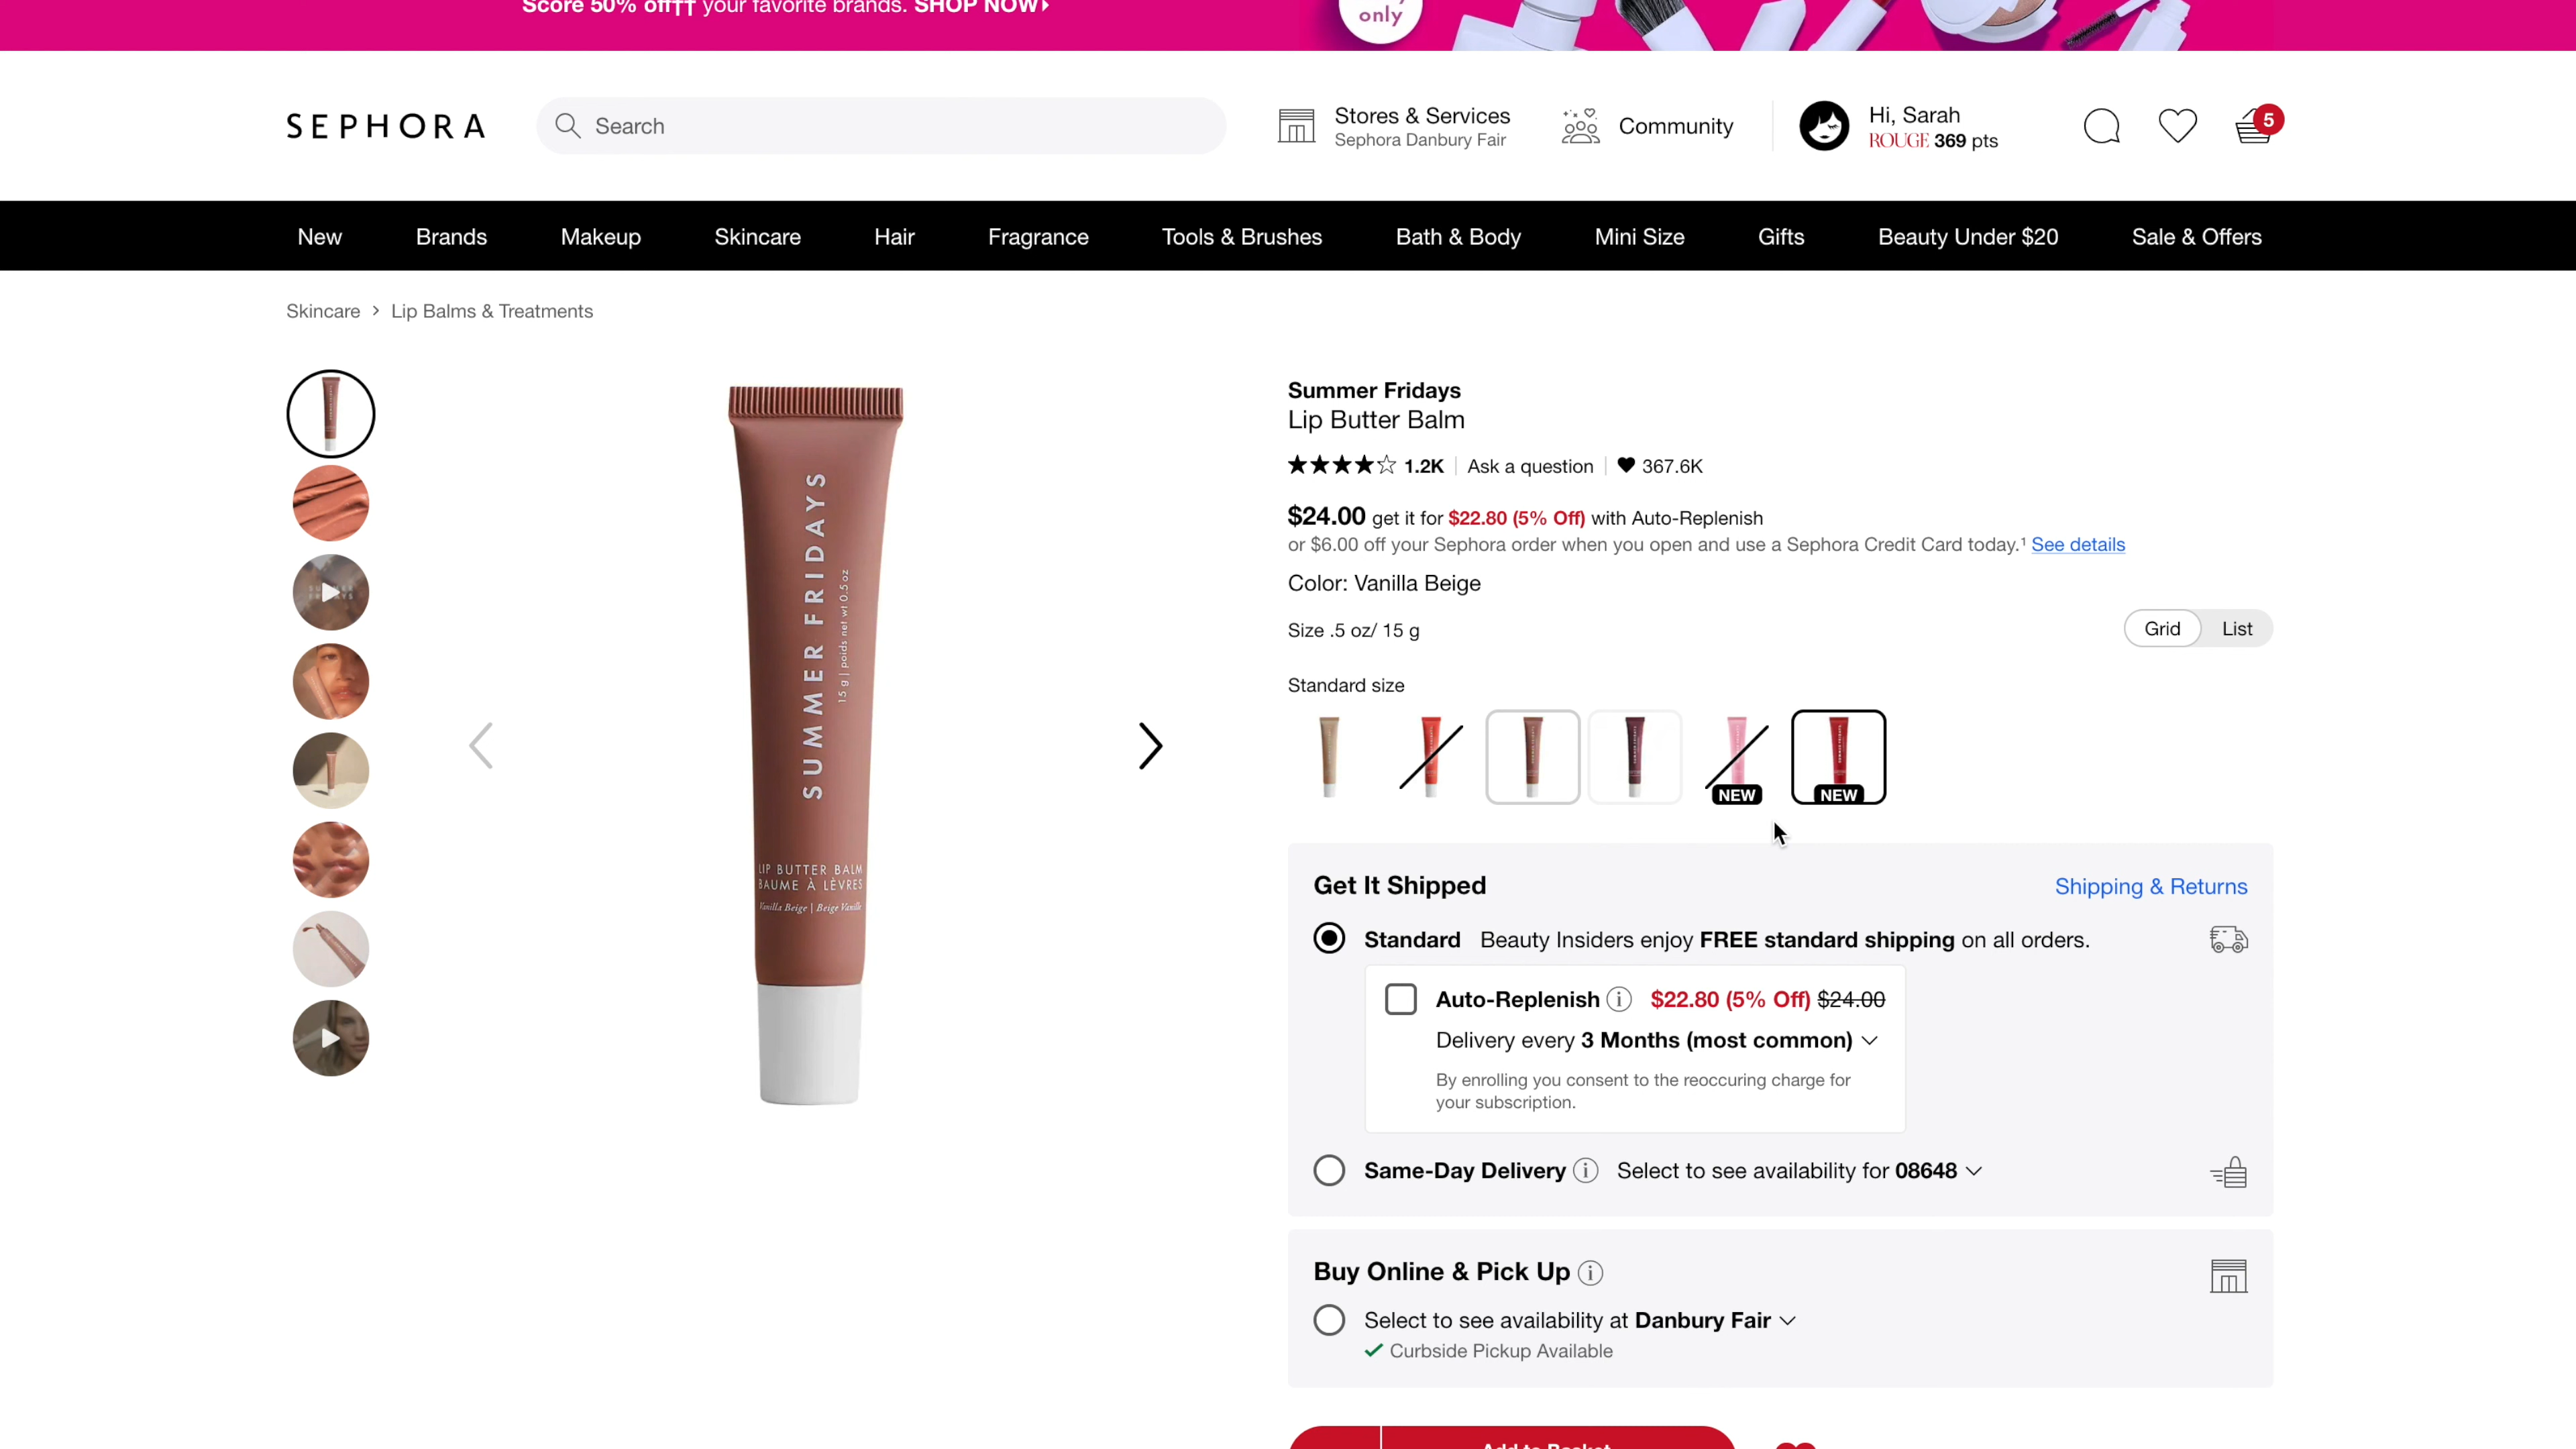 Score 50% off†† your favorite brands. SHOP NOW
only
SEPHORA
Search
Stores & Services
Sephora Danbury Fair
Community
Hi, Sarah
ROUGE 369 pts
5
New Brands Makeup Skincare Hair Fragrance Tools & Brushes Bath & Body Mini Size Gifts Beauty Under $20 Sale & Offers
Skincare > Lip Balms & Treatments
SUMMER FRIDAYS
15 g | poids net wt 0.5 oz
LIP BUTTER BALM
BAUME À LÈVRES
Vanilla Beige | Beige Vanille
Summer Fridays
Lip Butter Balm
1.2K Ask a question 367.6K
$24.00 get it for $22.80 (5% Off) with Auto-Replenish
or $6.00 off your Sephora order when you open and use a Sephora Credit Card today.¹ See details
Color: Vanilla Beige
Size .5 oz/ 15 g
Grid List
Standard size
NEW
NEW
Get It Shipped
Shipping & Returns
Standard Beauty Insiders enjoy FREE standard shipping on all orders.
Auto-Replenish $22.80 (5% Off) $24.00
Delivery every 3 Months (most common)
By enrolling you consent to the reoccuring charge for
your subscription.
Same-Day Delivery Select to see availability for 08648
Buy Online & Pick Up
Select to see availability at Danbury Fair
Curbside Pickup Available
Add to Basket